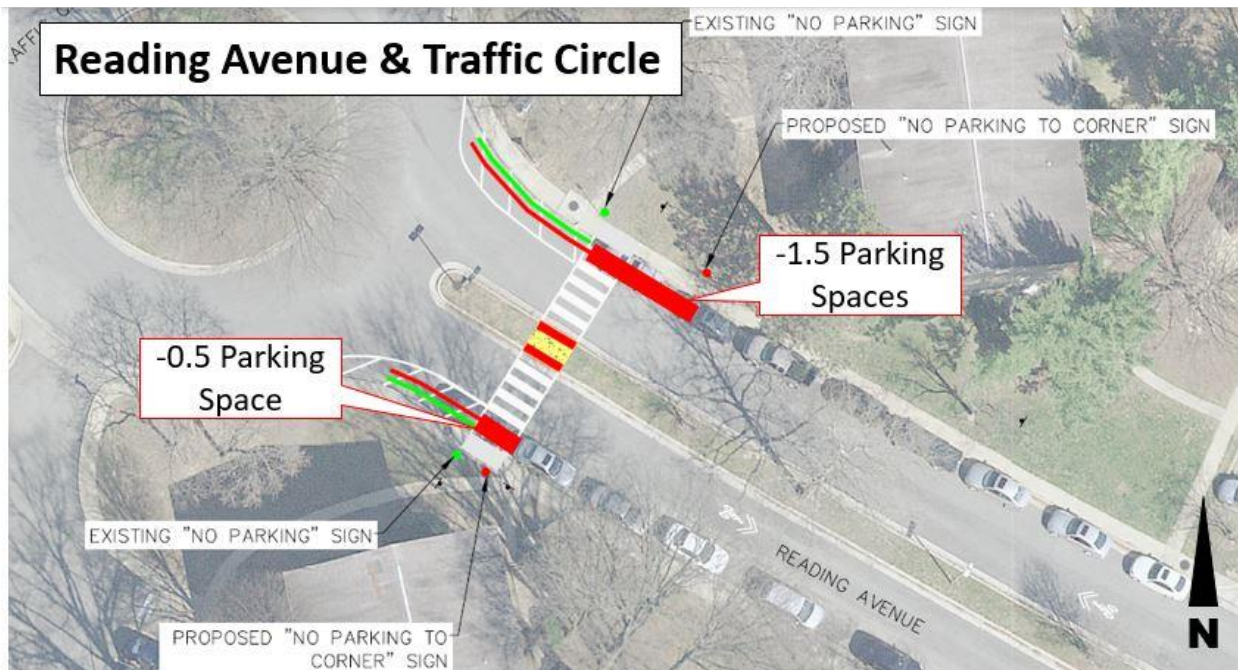 EXISTING "NO PARKING" SIGN
Reading Avenue & Traffic Circle
PROPOSED "NO PARKING TO CORNER" SIGN
-1.5 Parking
Spaces
-0.5 Parking
Space
EXISTING "NO PARKING" SIGN
READING AVENUE
PROPOSED "NO PARKING TO
CORNER" SIGN
N